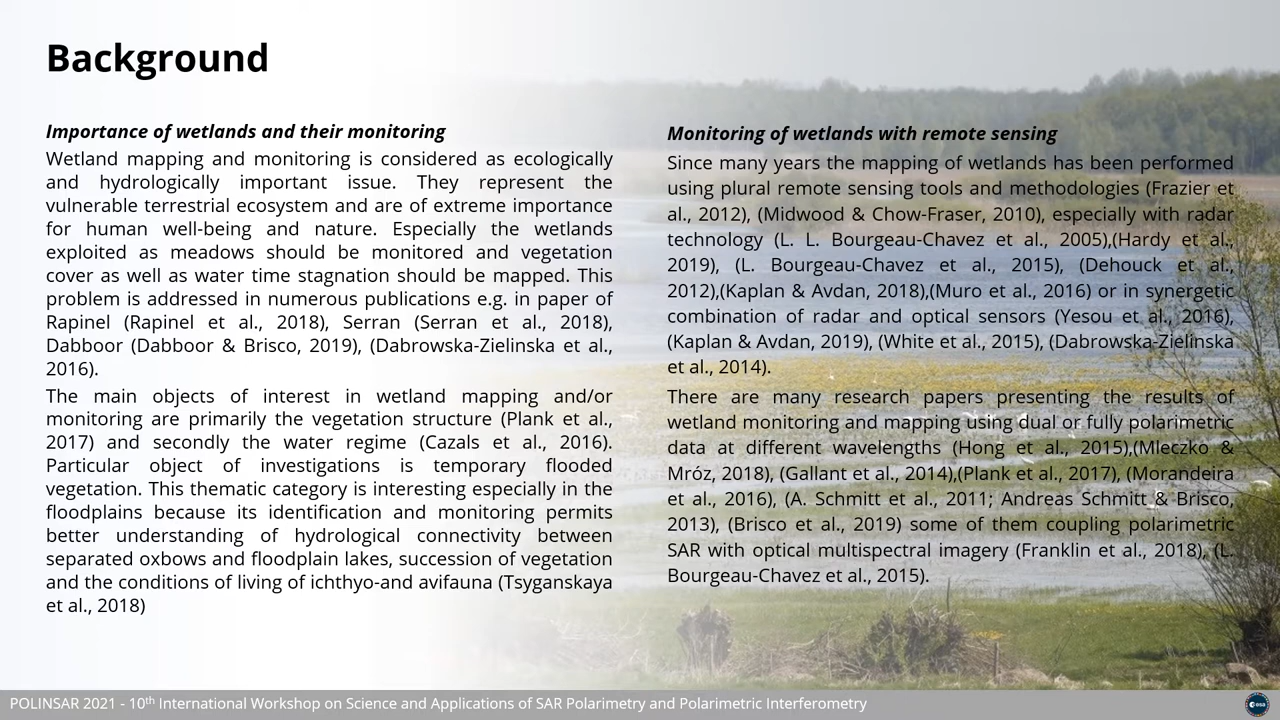 Background
Importance of wetlands and their monitoring
Wetland mapping and monitoring is considered as ecologically
and hydrologically important issue. They represent the
vulnerable terrestrial ecosystem and are of extreme importance
for human well-being and nature. Especially the wetlands
exploited as meadows should be monitored and vegetation
cover as well as water time stagnation should be mapped. This
problem is addressed in numerous publications e.g. in paper of
Rapinel (Rapinel et al., 2018), Serran (Serran et al., 2018),
Dabboor (Dabboor & Brisco, 2019), (Dabrowska-Zielinska et al.,
2016).
The main objects of interest in wetland mapping and/or
monitoring are primarily the vegetation structure (Plank et al.,
2017) and secondly the water regime (Cazals et al., 2016).
Particular object of investigations is temporary flooded
vegetation. This thematic category is interesting especially in the
floodplains because its identification and monitoring permits
better understanding of hydrological connectivity between
separated oxbows and floodplain lakes, succession of vegetation
and the conditions of living of ichthyo-and avifauna (Tsyganskaya
et al., 2018)
Monitoring of wetlands with remote sensing
Since many years the mapping of wetlands has been performed
using plural remote sensing tools and methodologies (Frazier et
al., 2012), (Midwood & Chow-Fraser, 2010), especially with radar
technology (L. L. Bourgeau-Chavez et al., 2005),(Hardy et al.,
2019), (L. Bourgeau-Chavez et al., 2015), (Dehouck et al.,
2012),(Kaplan & Avdan, 2018),(Muro et al., 2016) or in synergetic
combination of radar and optical sensors (Yesou et al., 2016),
(Kaplan & Avdan, 2019), (White et al., 2015), (Dabrowska-Zielinska
et al., 2014).
There are many research papers presenting the results of
wetland monitoring and mapping using dual or fully polarimetric
data at different wavelengths (Hong et al., 2015),(Mleczko &
Mróz, 2018), (Gallant et al., 2014),(Plank et al., 2017), (Morandeira
et al., 2016), (A. Schmitt et al., 2011; Andreas Schmitt & Brisco,
2013), (Brisco et al., 2019) some of them coupling polarimetric
SAR with optical multispectral imagery (Franklin et al., 2018), (L.
Bourgeau-Chavez et al., 2015).
POLINSAR 2021 - 10th International Workshop on Science and Applications of SAR Polarimetry and Polarimetric Interferometry
esa